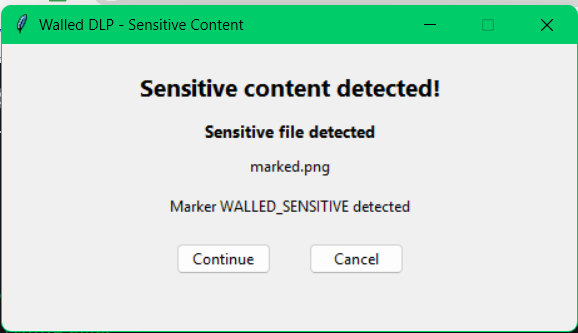 Walled DLP - Sensitive Content
Sensitive content detected!
Sensitive file detected
marked.png
Marker WALLED_SENSITIVE detected
Continue Cancel